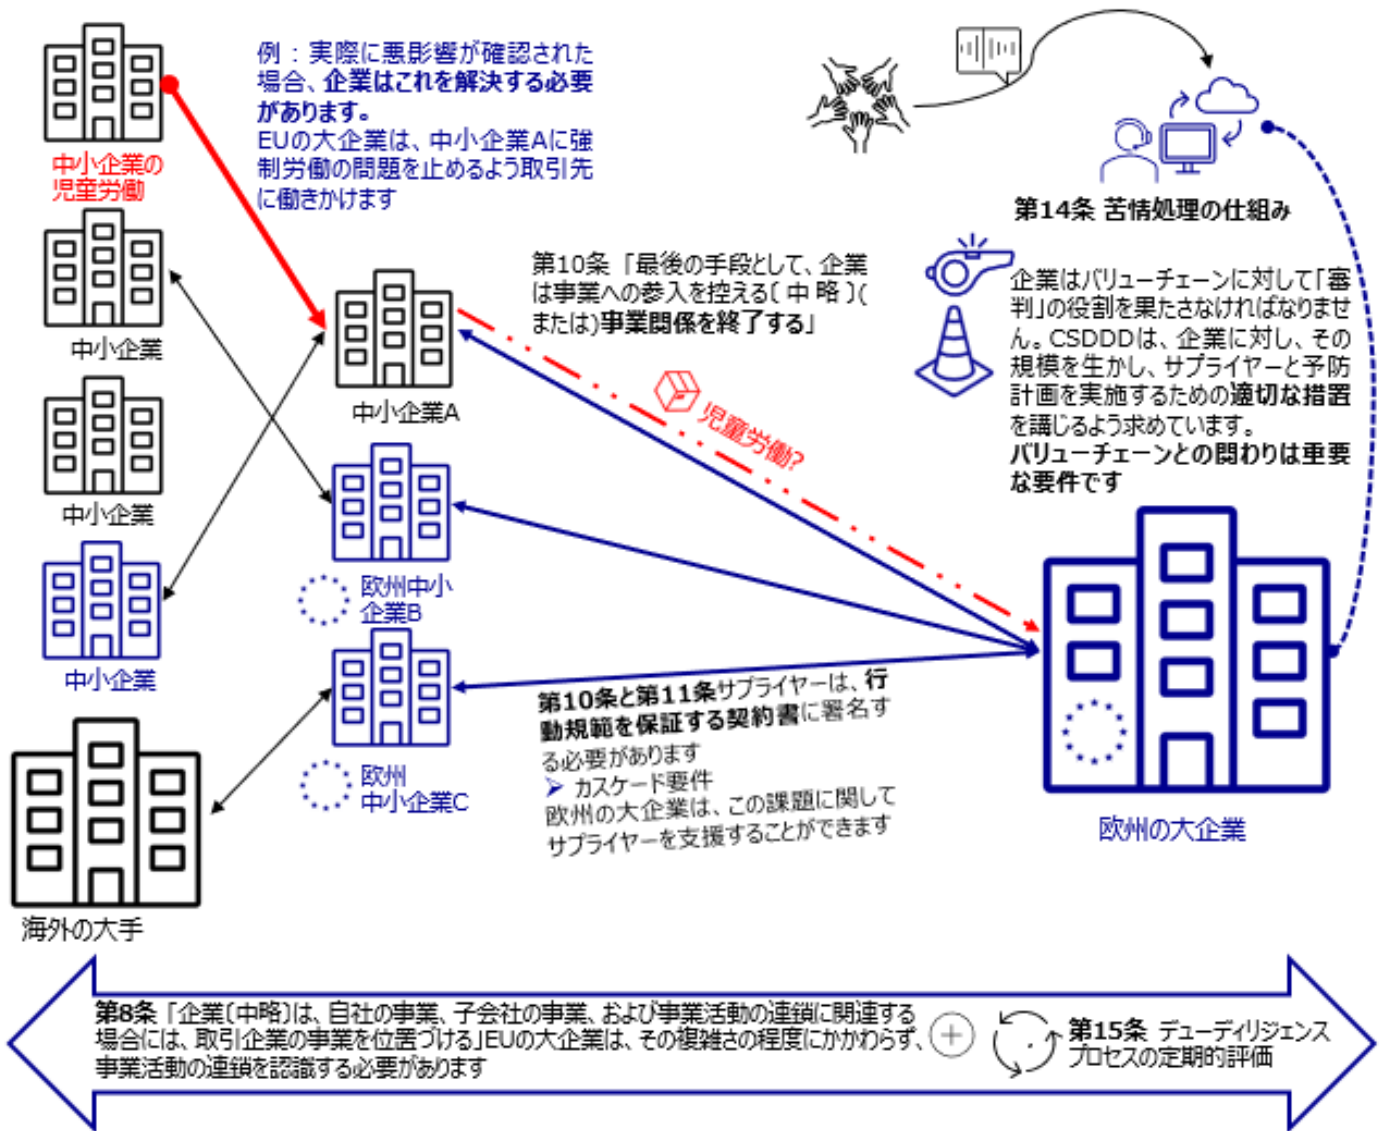 例：実際に悪影響が確認された
場合、企業はこれを解決する必要
があります。
EUの大企業は、中小企業Aに強
制労働の問題を止めるよう取引先
に働きかけます
中小企業の
児童労働
中小企業
中小企業
中小企業
海外の大手
中小企業A
欧州中小
企業B
欧州
中小企業C
第10条「最後の手段として、企業
は事業への参入を控える〔中略〕(
または)事業関係を終了する」
児童労働?
第14条 苦情処理の仕組み
企業はバリューチェーンに対して「審
判」の役割を果たさなければなりませ
ん。CSDDDは、企業に対し、その
規模を生かし、サプライヤーと予防
計画を実施するための適切な措置
を講じるよう求めています。
バリューチェーンとの関わりは重要
な要件です
第10条と第11条サプライヤーは、行
動規範を保証する契約書に署名す
る必要があります
➢ カスケード要件
欧州の大企業は、この課題に関して
サプライヤーを支援することができます
欧州の大企業
第8条「企業〔中略〕は、自社の事業、子会社の事業、および事業活動の連鎖に関連する
場合には、取引企業の事業を位置づける」EUの大企業は、その複雑さの程度にかかわらず、
事業活動の連鎖を認識する必要があります
第15条 デューディリジェンス
プロセスの定期的評価